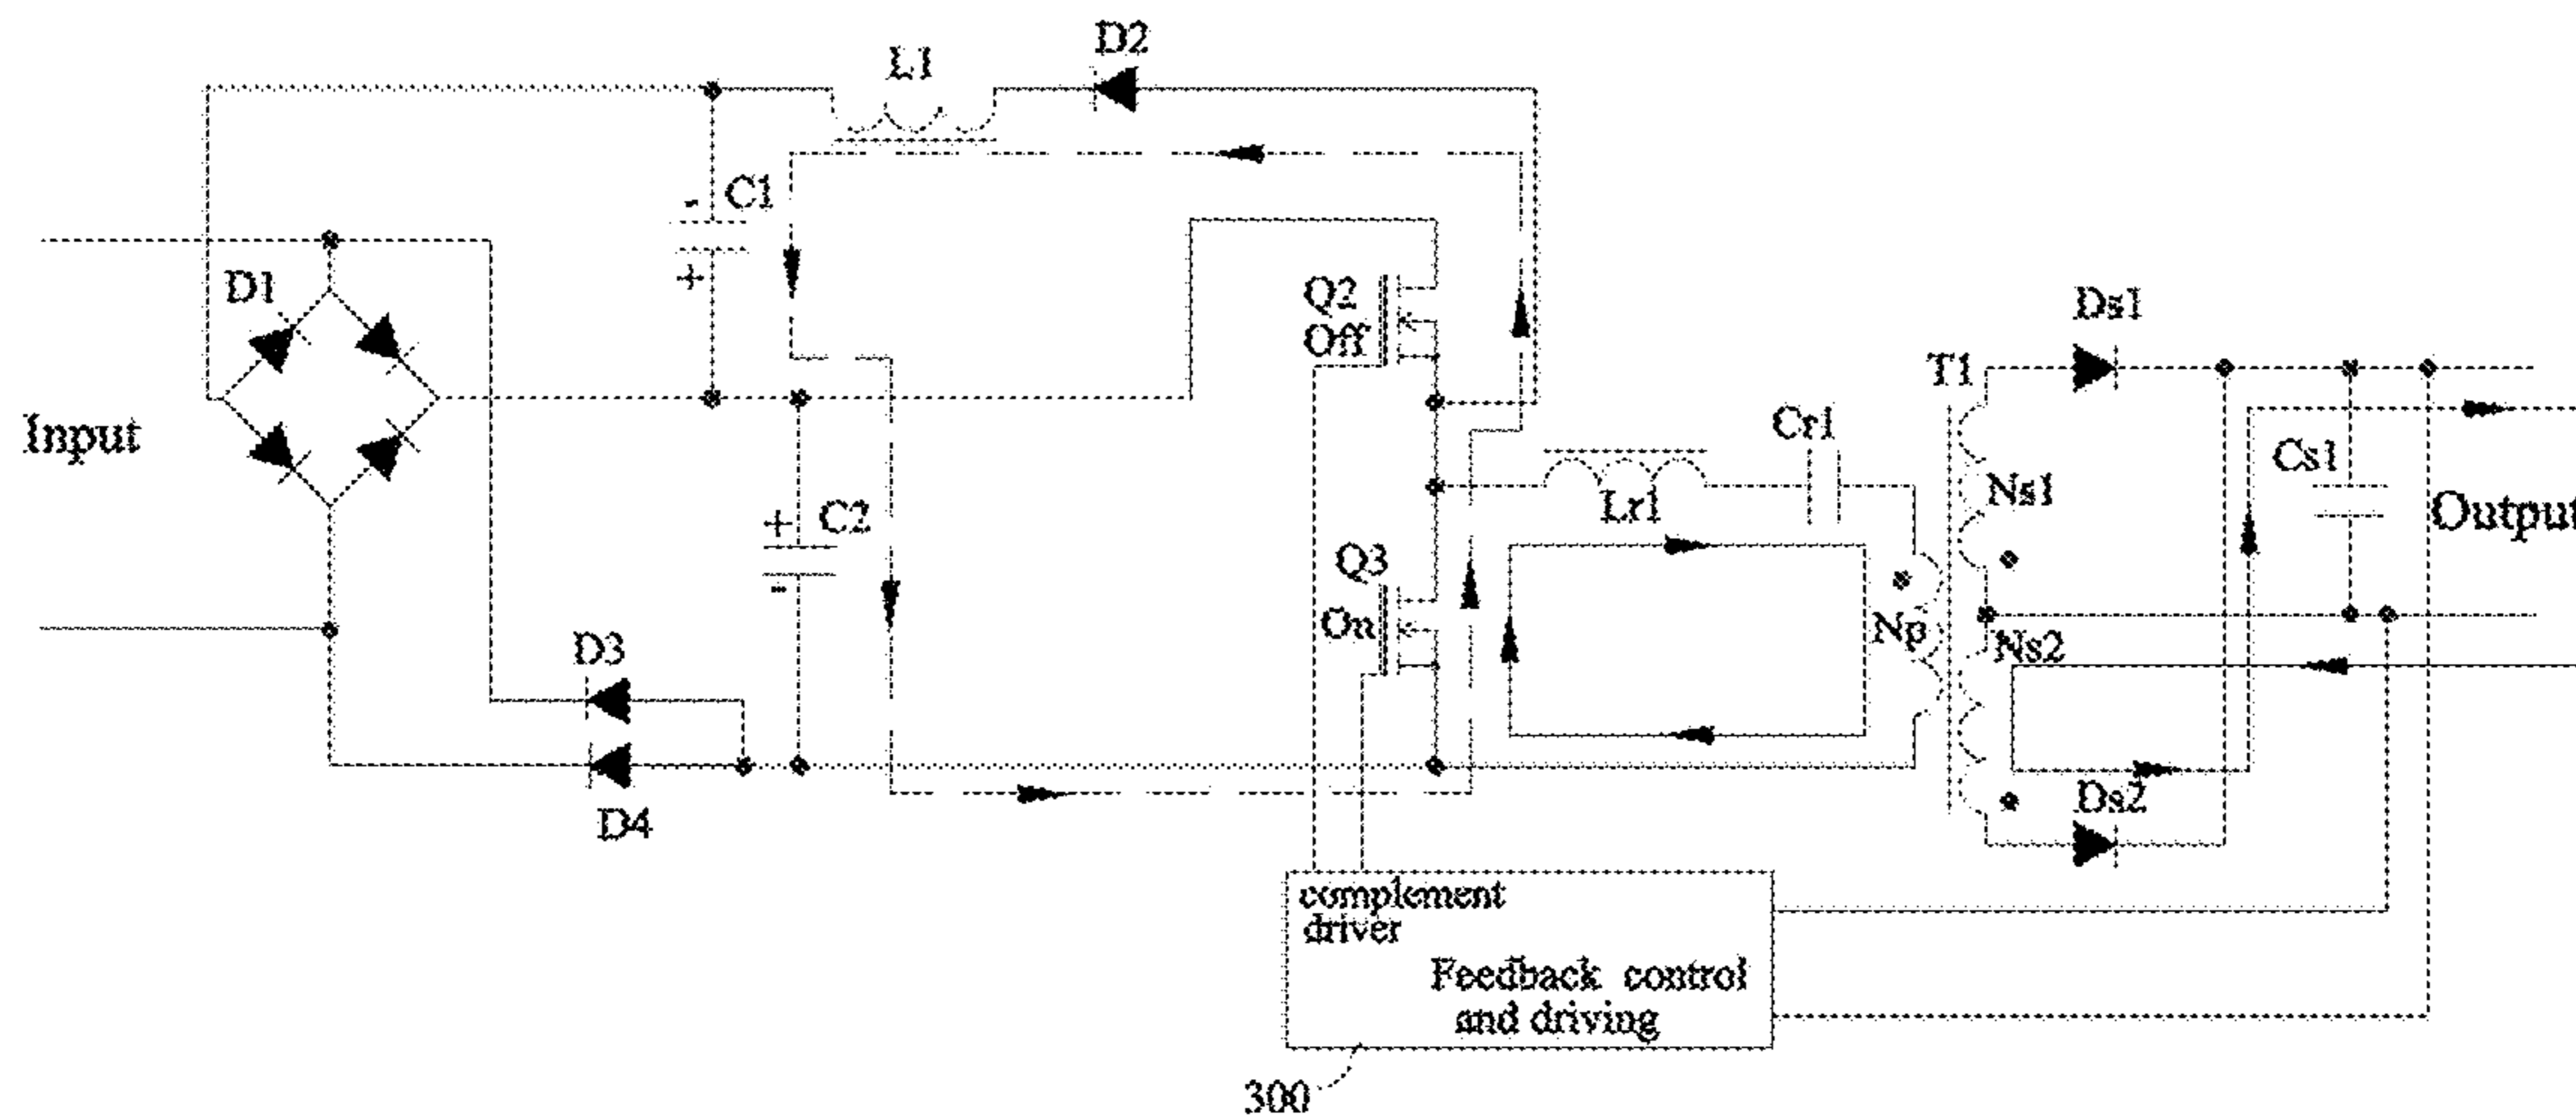 D2
L1
C1
-
+
D1
Q2
Off
Ds1
T1
Input
Cr1
Cs1
Ns1
Lr1
Output
+
C2
-
Q3
On
Np
Ns2
D3
D4
Ds2
complement
driver
Feedback control
and driving
300